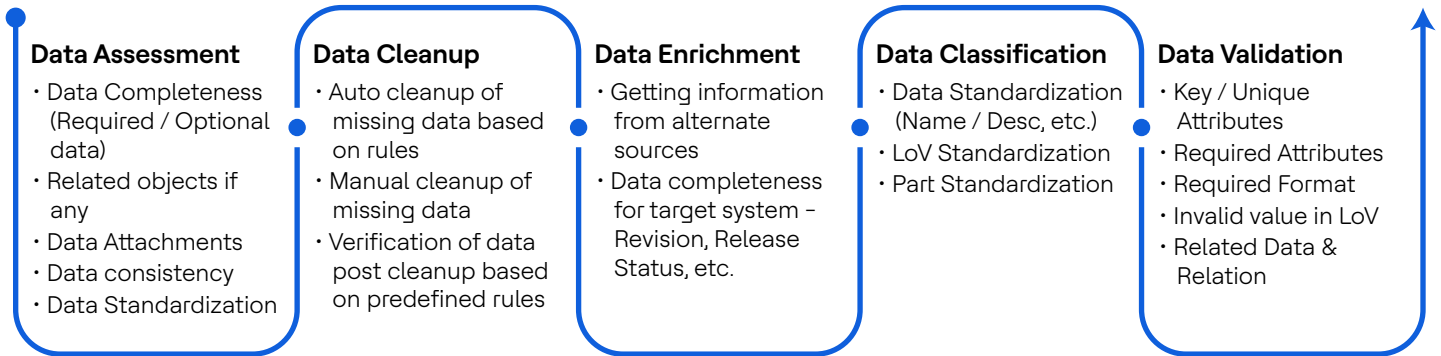 Data Assessment
· Data Completeness
(Required / Optional
data)
· Related objects if
any
· Data Attachments
· Data consistency
· Data Standardization
Data Cleanup
· Auto cleanup of
missing data based
on rules
· Manual cleanup of
missing data
· Verification of data
post cleanup based
on predefined rules
Data Enrichment
· Getting information
from alternate
sources
· Data completeness
for target system -
Revision, Release
Status, etc.
Data Classification
· Data Standardization
(Name / Desc, etc.)
· LoV Standardization
· Part Standardization
Data Validation
· Key / Unique
Attributes
· Required Attributes
· Required Format
· Invalid value in LoV
· Related Data &
Relation